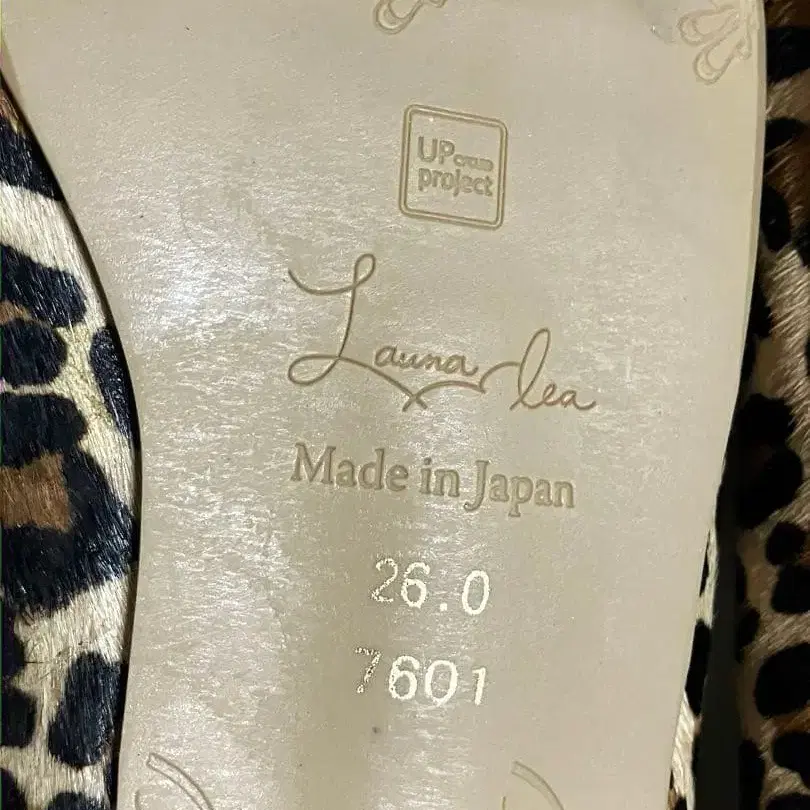 UP
project
Launa lea
Made in Japan
26.0
7601